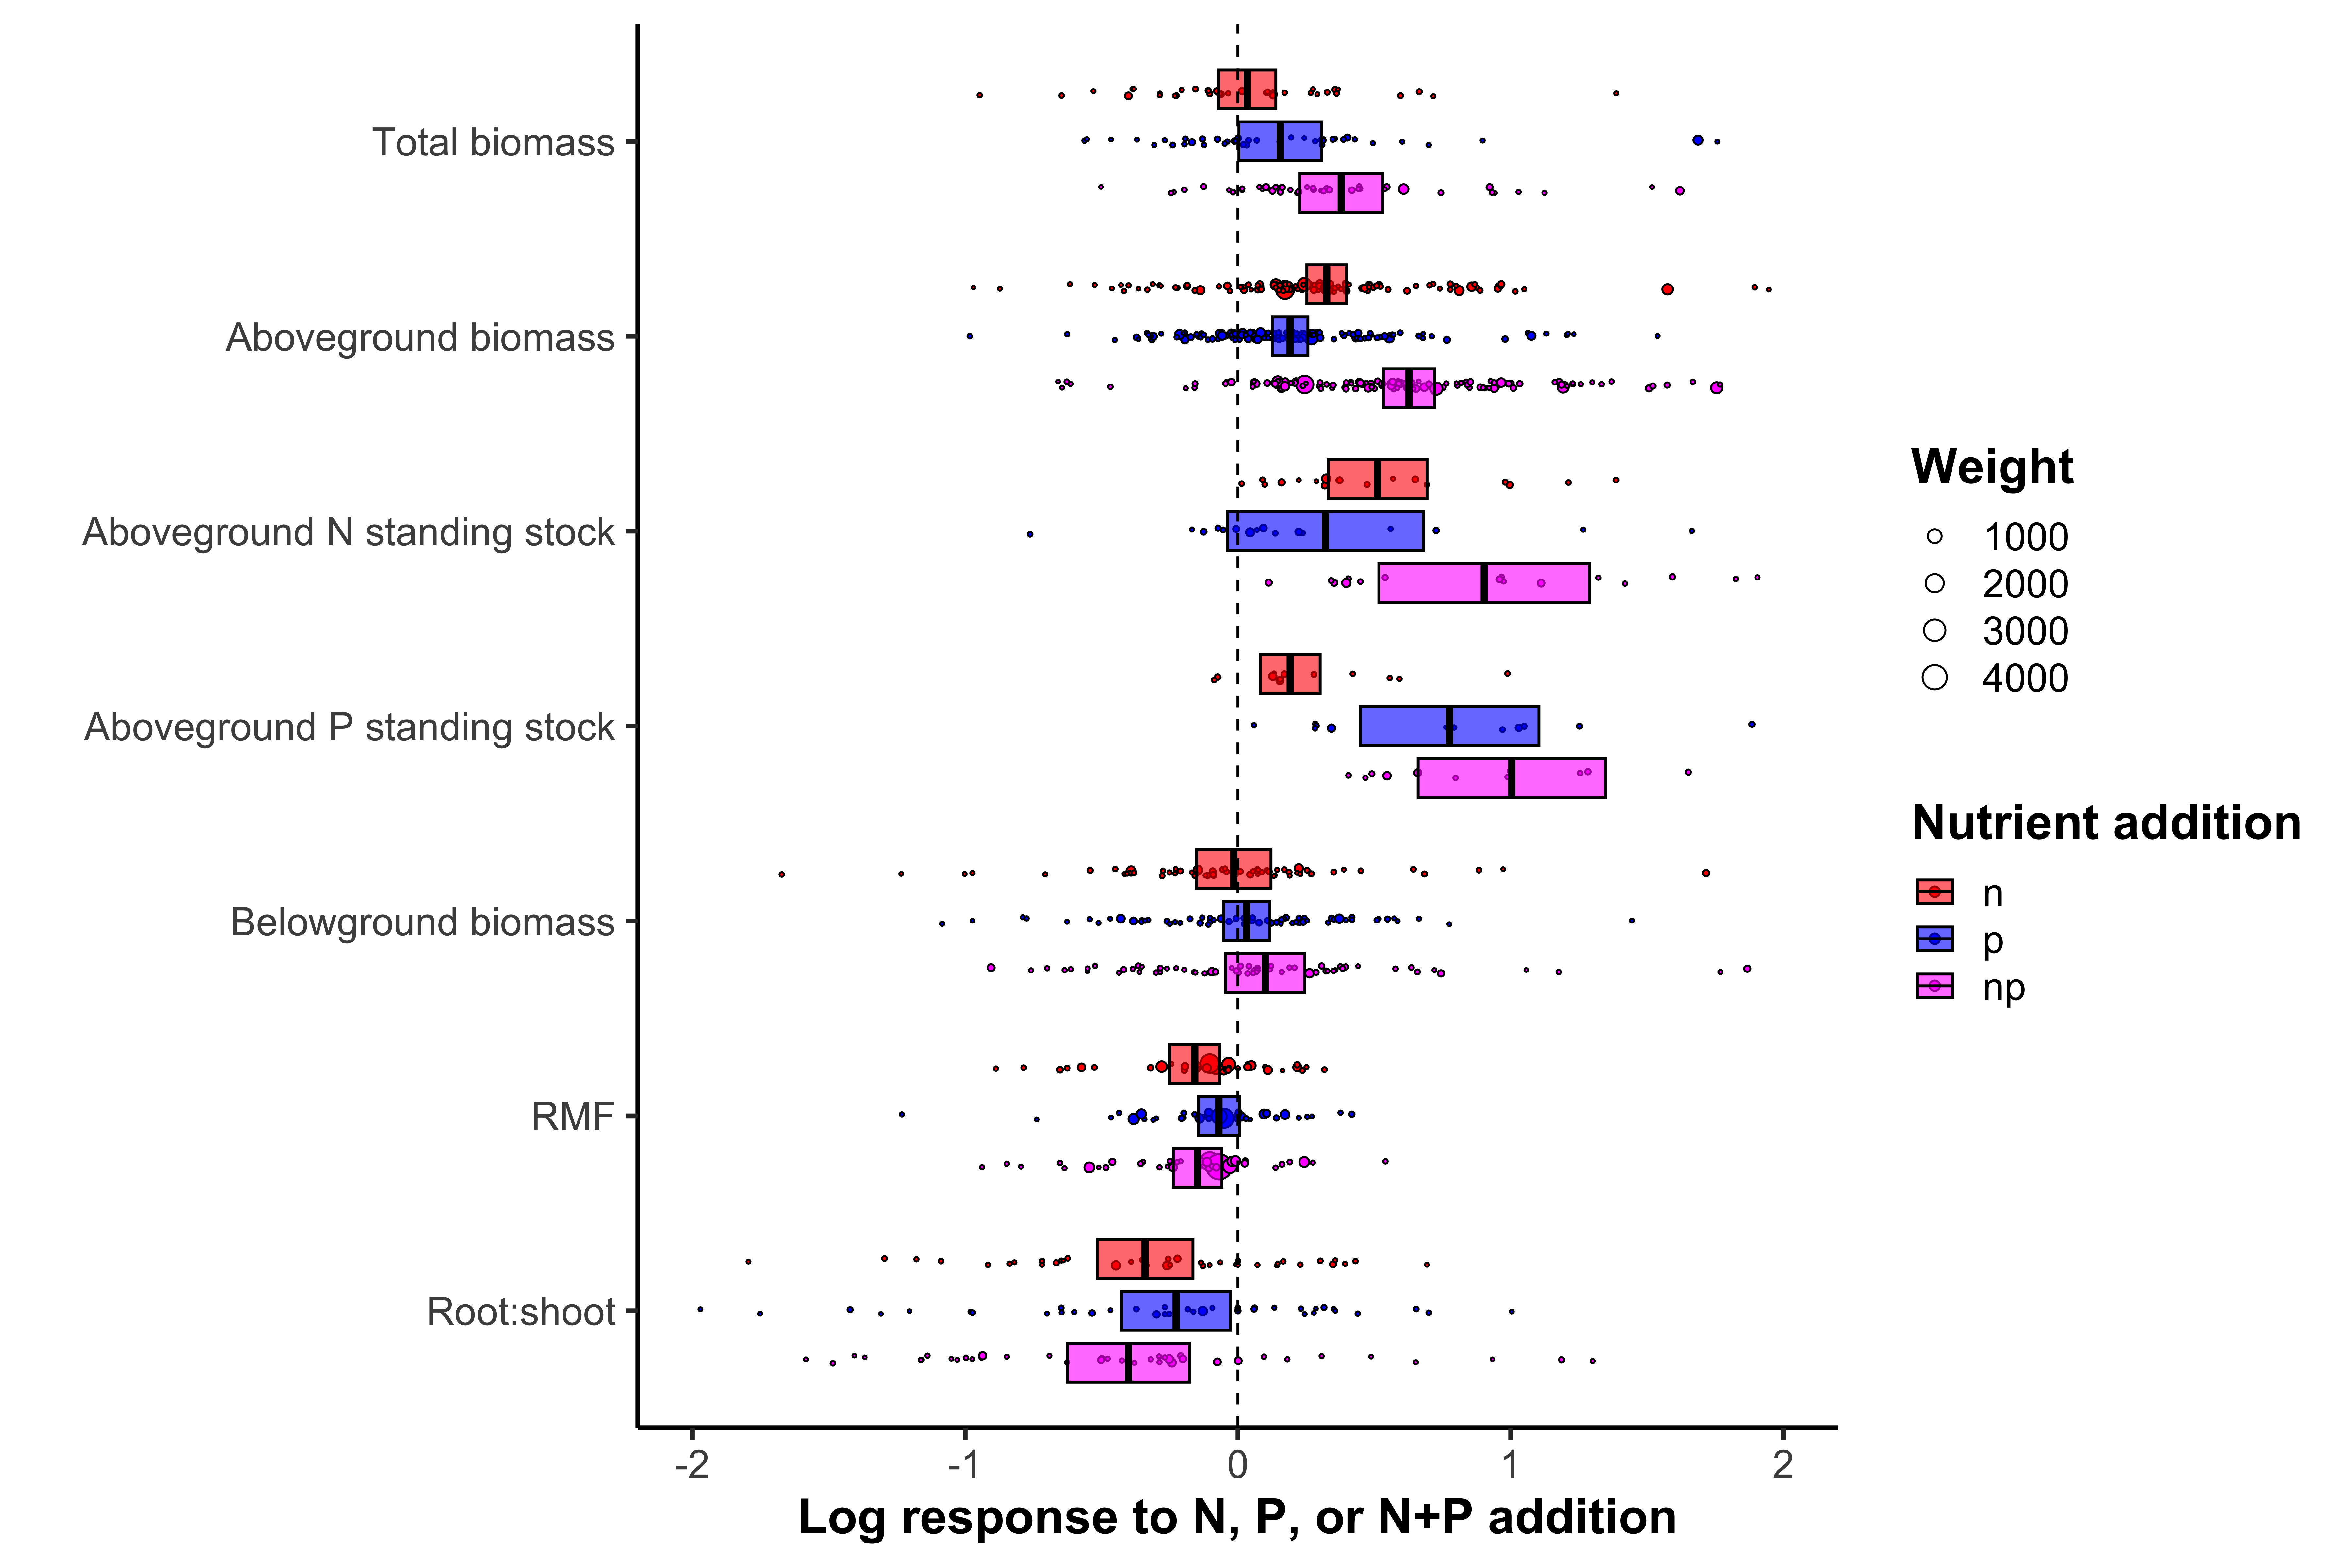 Total biomass
Aboveground biomass
Aboveground N standing stock
Aboveground P standing stock
Belowground biomass
RMF
Root:shoot
-2
-1
0
1
2
Log response to N, P, or N+P addition
Weight
1000
2000
3000
4000
Nutrient addition
n
p
np